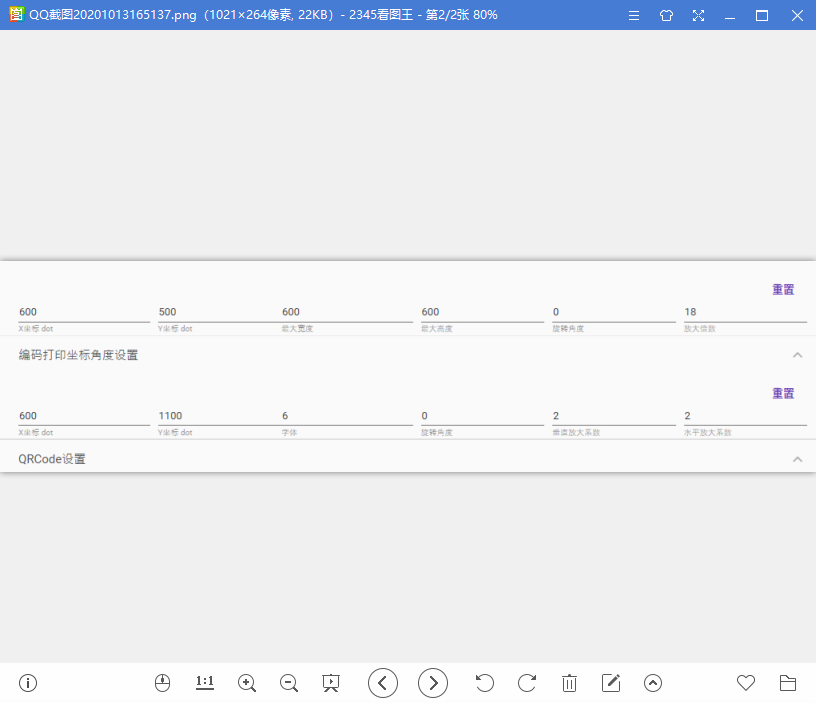 QQ截图20201013165137.png（1021×264像素, 22KB）- 2345看图王 - 第2/2张 80%
重置
600 500 600 600 0 18
X坐标 dot Y坐标 dot 最大宽度 最大高度 旋转角度 放大倍数
编码打印坐标角度设置
重置
600 1100 6 0 2 2
X坐标 dot Y坐标 dot 字体 旋转角度 垂直放大系数 水平放大系数
QRCode设置
1:1